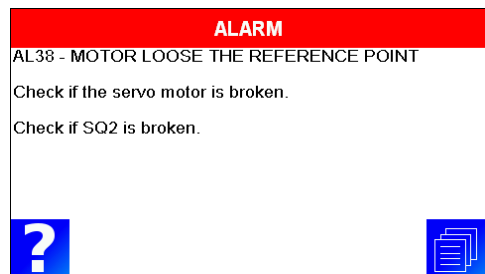 ALARM
AL38 - MOTOR LOOSE THE REFERENCE POINT
Check if the servo motor is broken.
Check if SQ2 is broken.
?